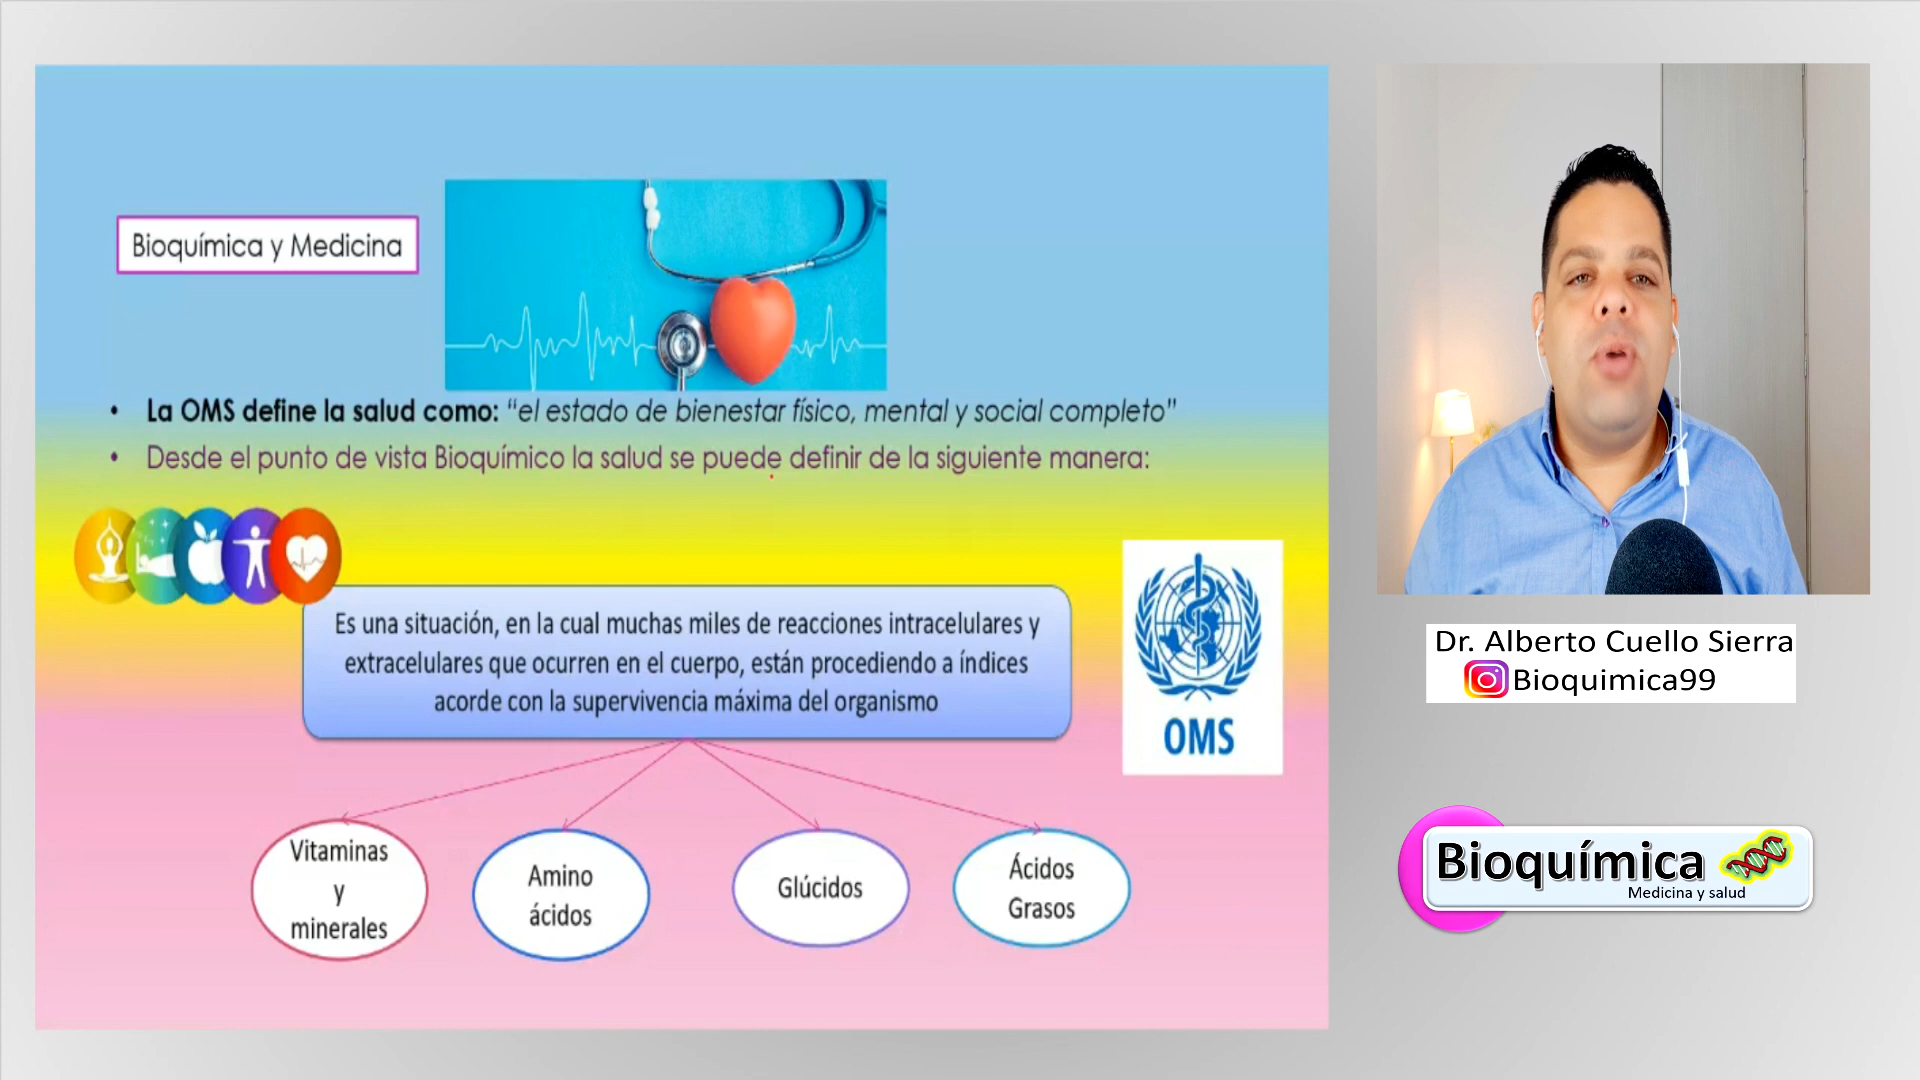 Bioquímica y Medicina
• La OMS define la salud como: “el estado de bienestar físico, mental y social completo”
• Desde el punto de vista Bioquímico la salud se puede definir de la siguiente manera:
Es una situación, en la cual muchas miles de reacciones intracelulares y
extracelulares que ocurren en el cuerpo, están procediendo a índices
acorde con la supervivencia máxima del organismo
OMS
Vitaminas
y
minerales
Amino
ácidos
Glúcidos
Ácidos
Grasos
Dr. Alberto Cuello Sierra
Bioquimica99
Bioquímica
Medicina y salud